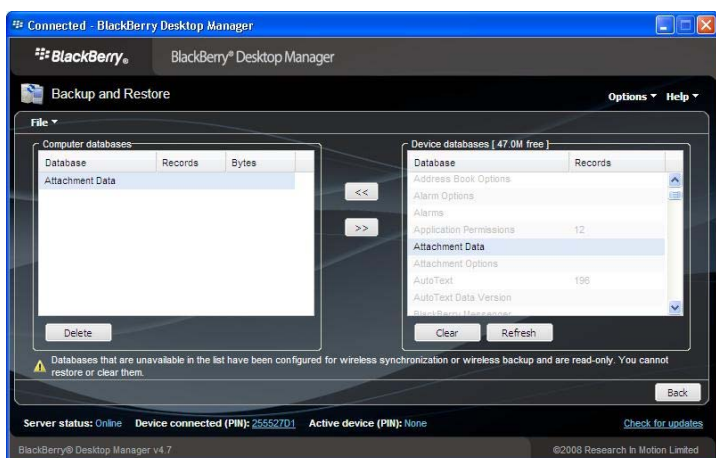 Connected - BlackBerry Desktop Manager
BlackBerry® BlackBerry® Desktop Manager
Backup and Restore Options Help
File
Computer databases Device databases [ 47.0M free ]
Database Records Bytes Database Records
Attachment Data Address Book Options
<< Alarm Options
Alarms
>> Application Permissions 12
Attachment Data
Attachment Options
AutoText 196
AutoText Data Version
BlackBerry Messenger
Delete Clear Refresh
Databases that are unavailable in the list have been configured for wireless synchronization or wireless backup and are read-only. You cannot
restore or clear them.
Back
Server status: Online Device connected (PIN): 255527D1 Active device (PIN): None Check for updates
BlackBerry® Desktop Manager v4.7 ©2008 Research In Motion Limited